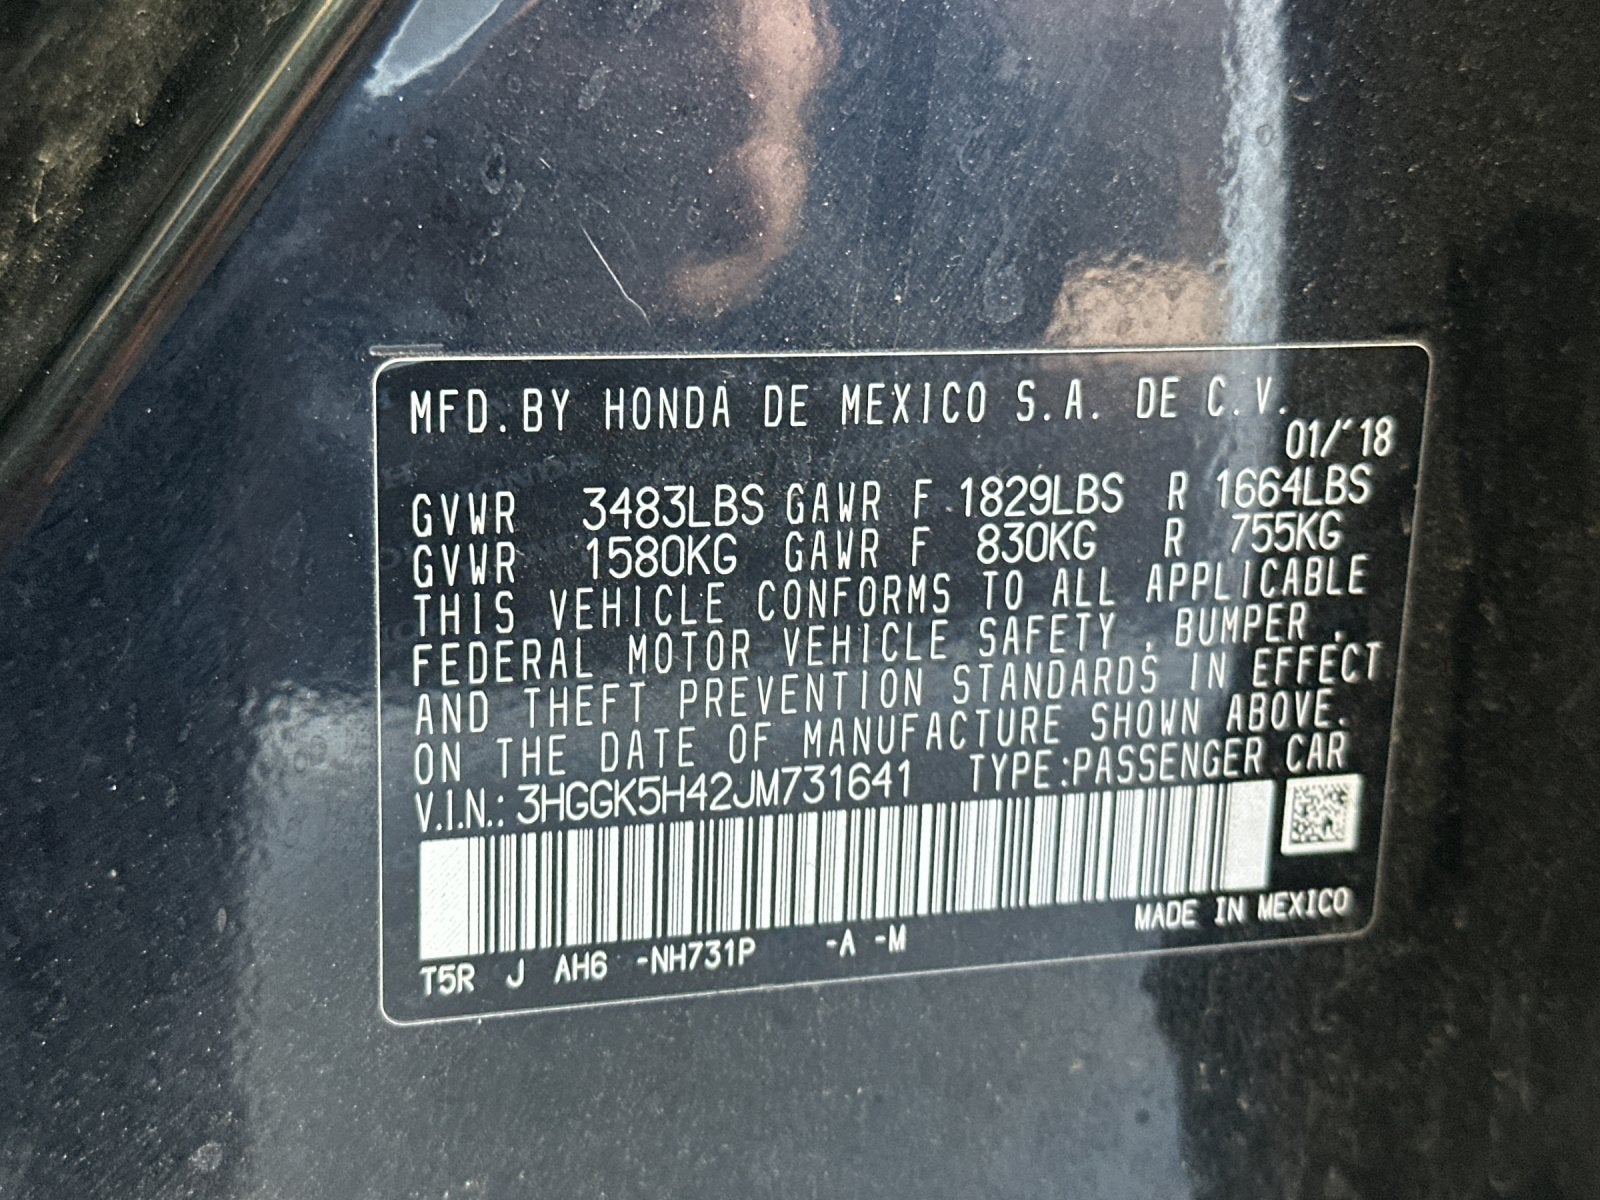 MFD. BY HONDA DE MEXICO S.A. DE C.V.
01/'18
GVWR 3483LBS GAWR F 1829LBS R 1664LBS
GVWR 1580KG GAWR F 830KG R 755KG
THIS VEHICLE CONFORMS TO ALL APPLICABLE
FEDERAL MOTOR VEHICLE SAFETY, BUMPER,
AND THEFT PREVENTION STANDARDS IN EFFECT
ON THE DATE OF MANUFACTURE SHOWN ABOVE.
V.I.N.: 3HGGK5H42JM731641 TYPE:PASSENGER CAR
MADE IN MEXICO
T5R J AH6 -NH731P -A -M